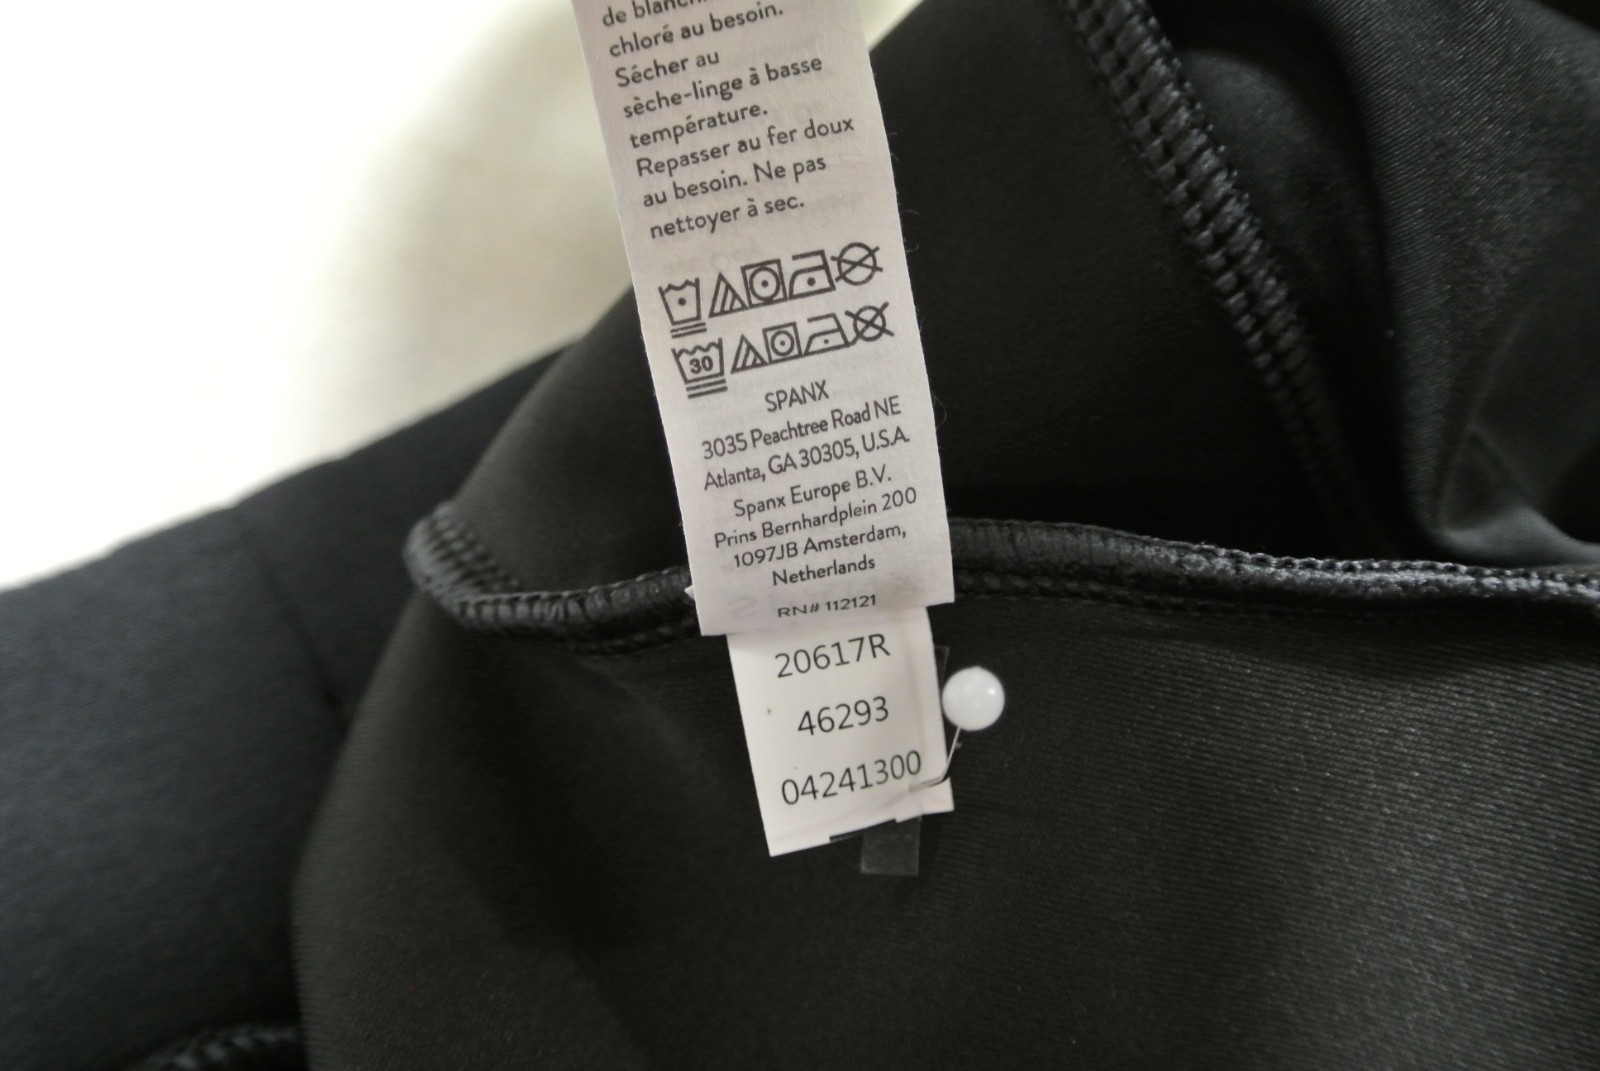 de
chloré au besoin.
Sécher au
sèche-linge à basse
température.
Repasser au fer doux
au besoin. Ne pas
nettoyer à sec.
30
SPANX
3035 Peachtree Road NE
Atlanta, GA 30305, U.S.A.
Spanx Europe B.V.
Prins Bernhardplein 200
1097JB Amsterdam,
Netherlands
RN# 112121
20617R
46293
04241300